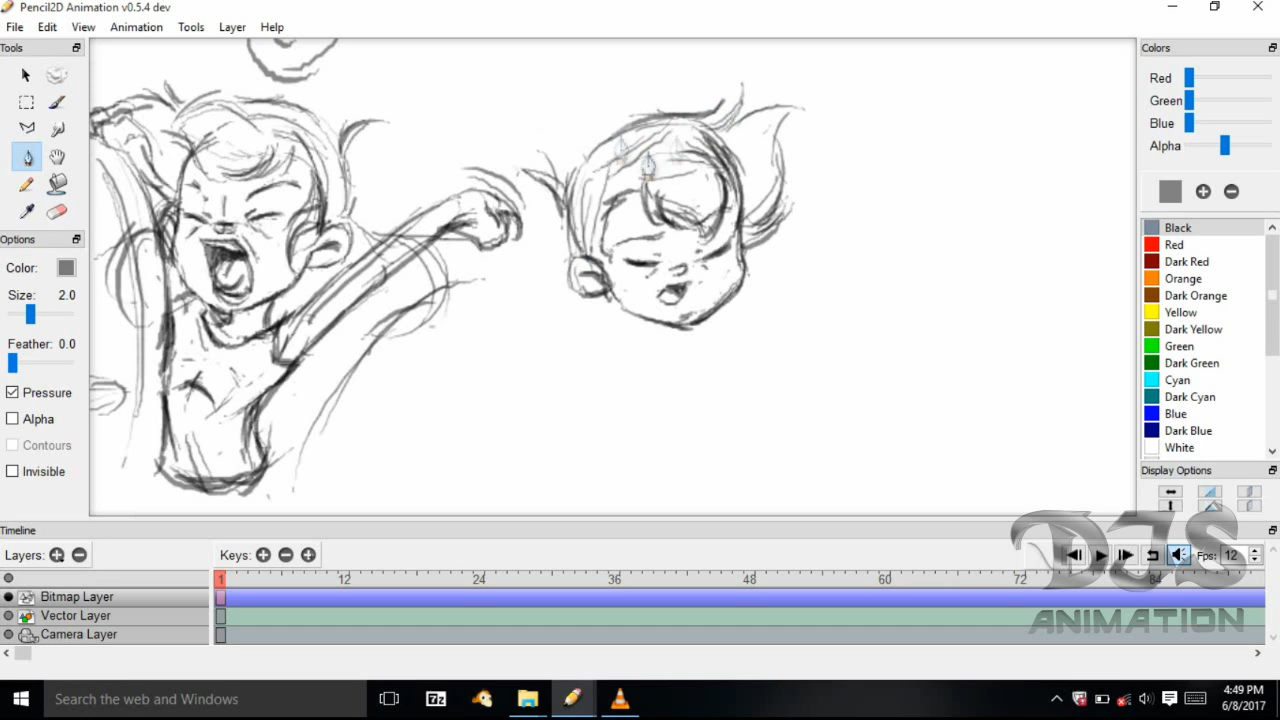 Pencil2D Animation v0.5.4 dev
File Edit View Animation Tools Layer Help
Tools
Options
Color:
Size: 2.0
Feather: 0.0
Pressure
Alpha
Contours
Invisible
Colors
Red
Green
Blue
Alpha
Black
Red
Dark Red
Orange
Dark Orange
Yellow
Dark Yellow
Green
Dark Green
Cyan
Dark Cyan
Blue
Dark Blue
White
Display Options
Timeline
Layers: Keys: Fps: 12
1 12 24 36 48 60 72 84
Bitmap Layer
Vector Layer
Camera Layer
DJS
ANIMATION
Search the web and Windows
7z
4:49 PM
6/8/2017